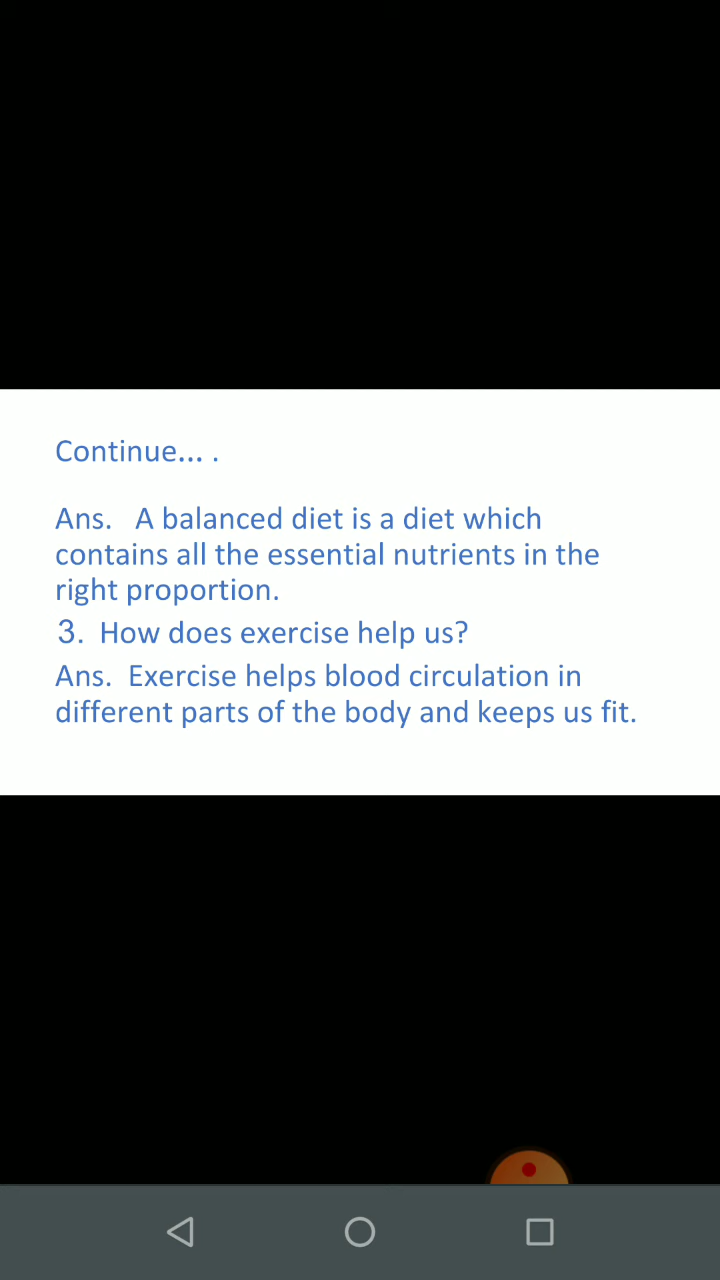 Continue... .
Ans.   A balanced diet is a diet which
contains all the essential nutrients in the
right proportion.
3.  How does exercise help us?
Ans.  Exercise helps blood circulation in
different parts of the body and keeps us fit.